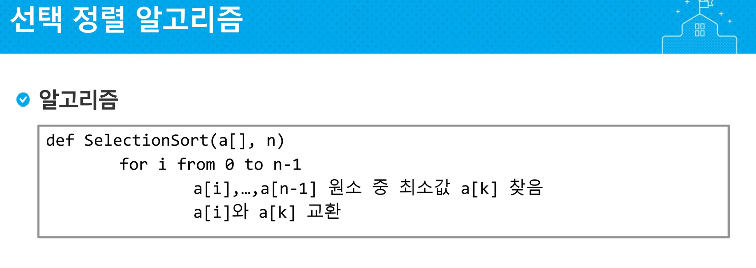 선택 정렬 알고리즘
알고리즘
def SelectionSort(a[], n)
for i from 0 to n-1
a[i],…,a[n-1] 원소 중 최소값 a[k] 찾음
a[i]와 a[k] 교환